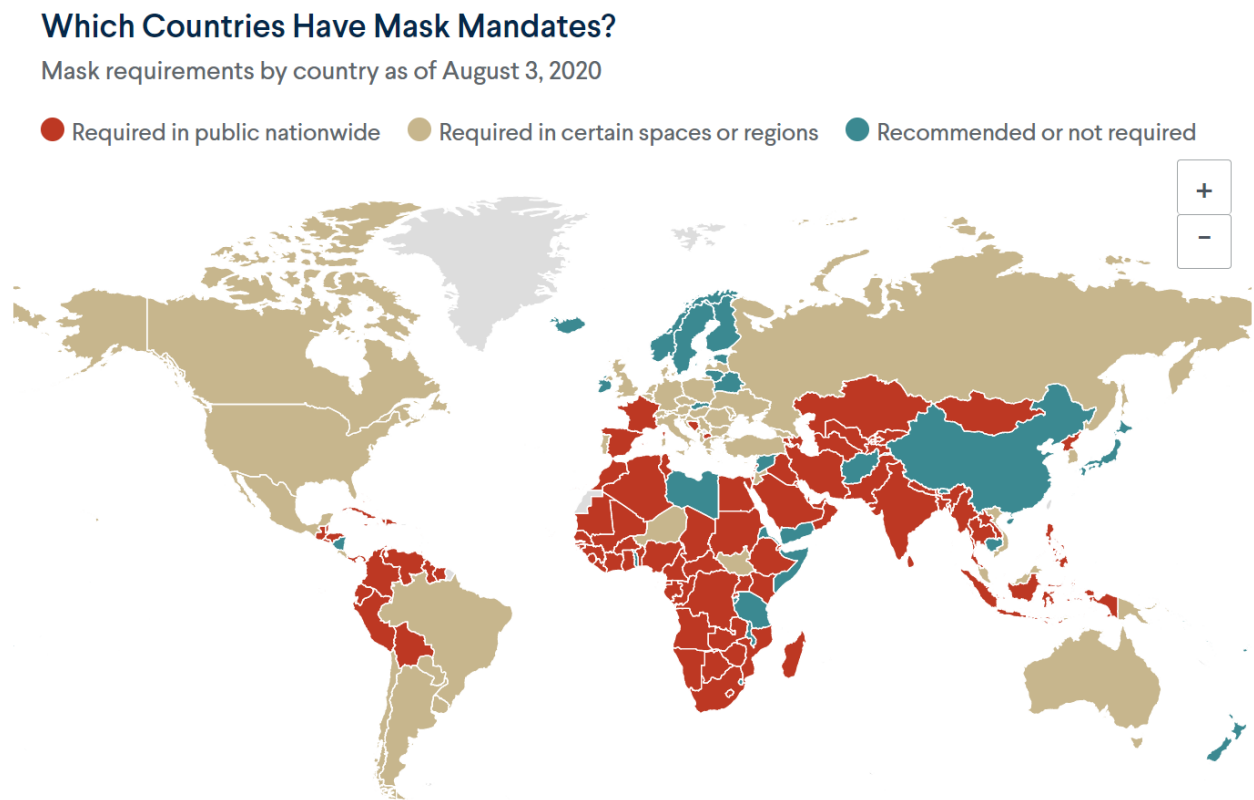 Which Countries Have Mask Mandates?
Mask requirements by country as of August 3, 2020
Required in public nationwide Required in certain spaces or regions Recommended or not required
+
−